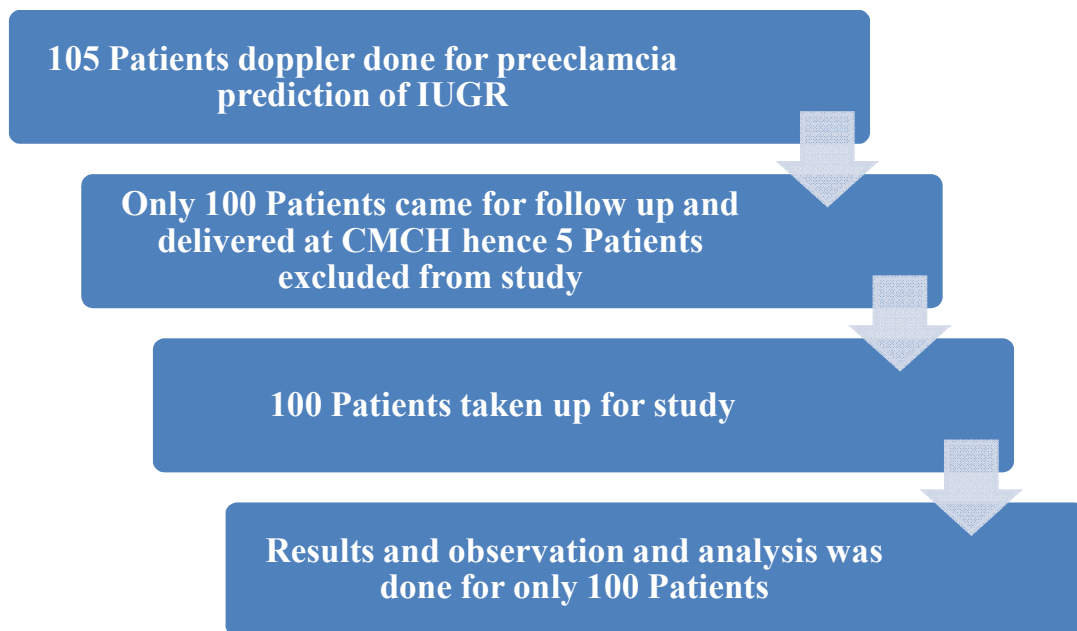 105 Patients doppler done for preeclamcia
prediction of IUGR
Only 100 Patients came for follow up and
delivered at CMCH hence 5 Patients
excluded from study
100 Patients taken up for study
Results and observation and analysis was
done for only 100 Patients